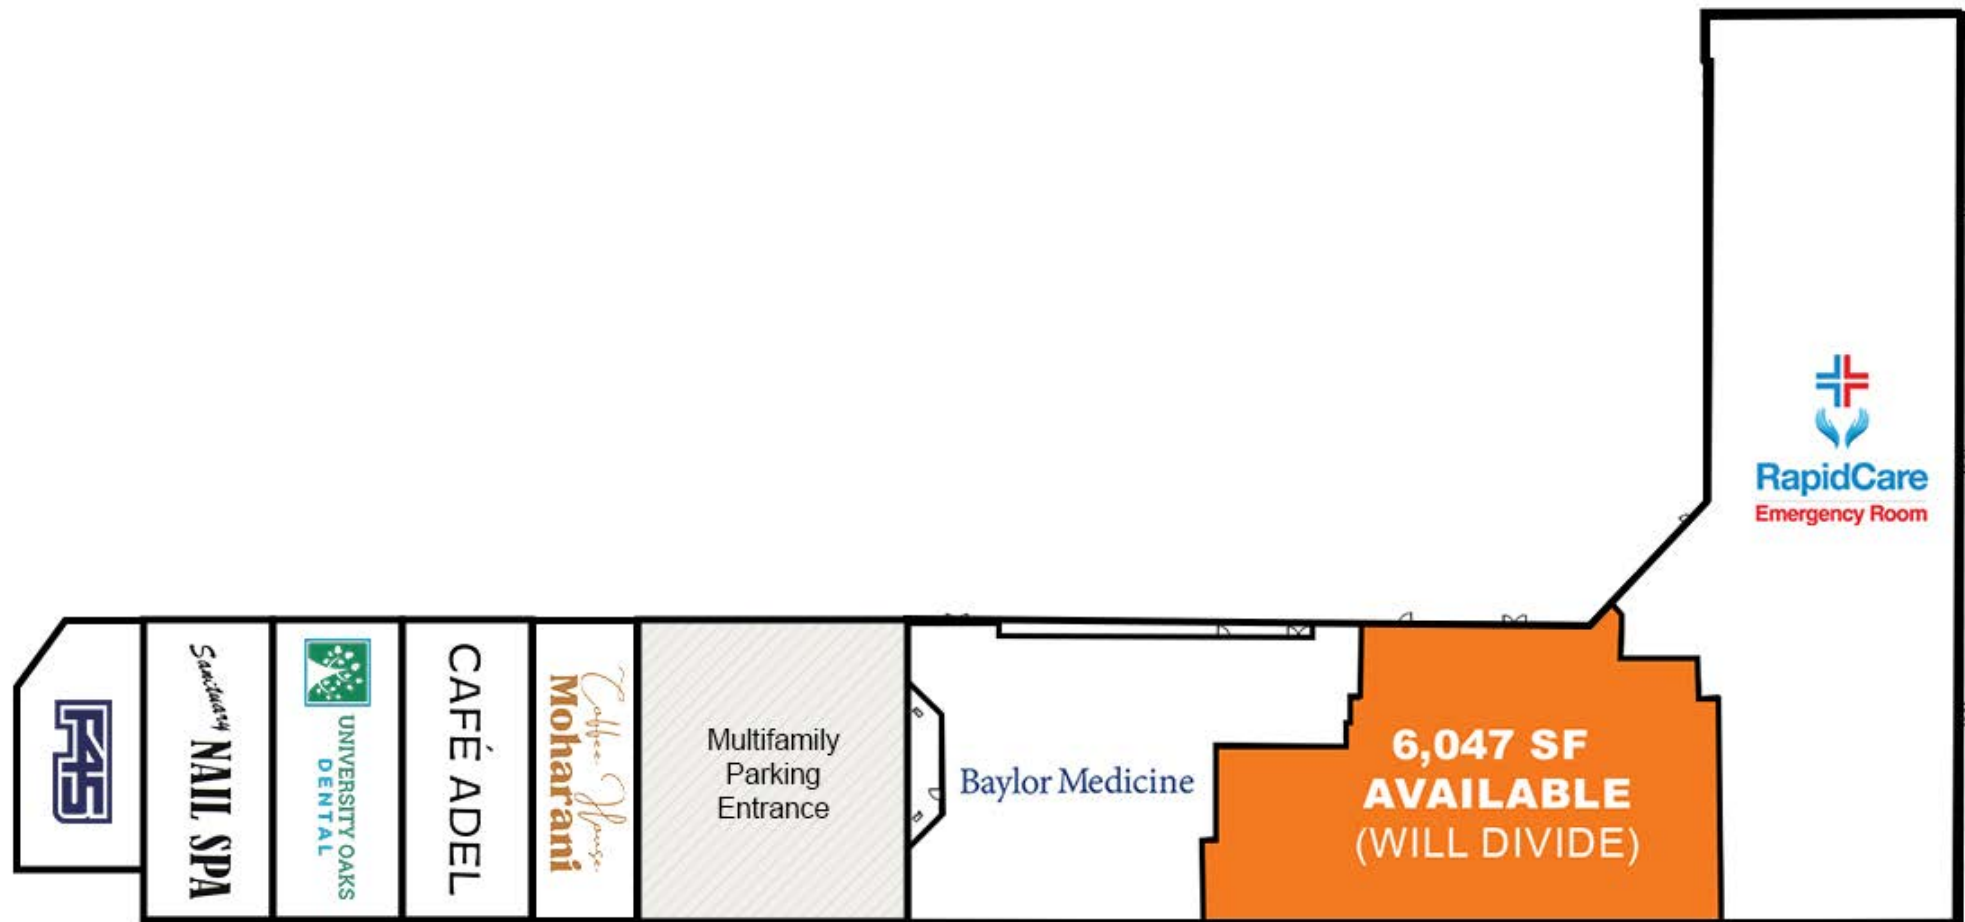 F45
Sanctuary
NAIL SPA
UNIVERSITY OAKS
DENTAL
CAFÉ ADEL
Coffee House
Moharani
Multifamily
Parking
Entrance
Baylor Medicine
6,047 SF
AVAILABLE
(WILL DIVIDE)
RapidCare
Emergency Room